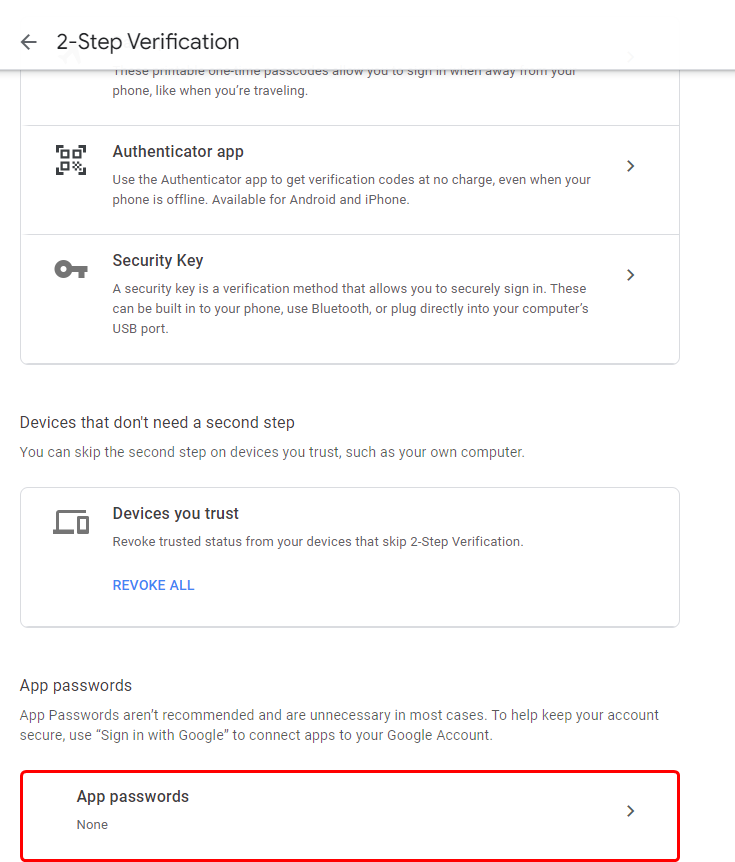 2-Step Verification
These printable one-time passcodes allow you to sign in when away from your
phone, like when you’re traveling.
Authenticator app
Use the Authenticator app to get verification codes at no charge, even when your
phone is offline. Available for Android and iPhone.
Security Key
A security key is a verification method that allows you to securely sign in. These
can be built in to your phone, use Bluetooth, or plug directly into your computer’s
USB port.
Devices that don't need a second step
You can skip the second step on devices you trust, such as your own computer.
Devices you trust
Revoke trusted status from your devices that skip 2-Step Verification.
REVOKE ALL
App passwords
App Passwords aren’t recommended and are unnecessary in most cases. To help keep your account
secure, use “Sign in with Google” to connect apps to your Google Account.
App passwords
None